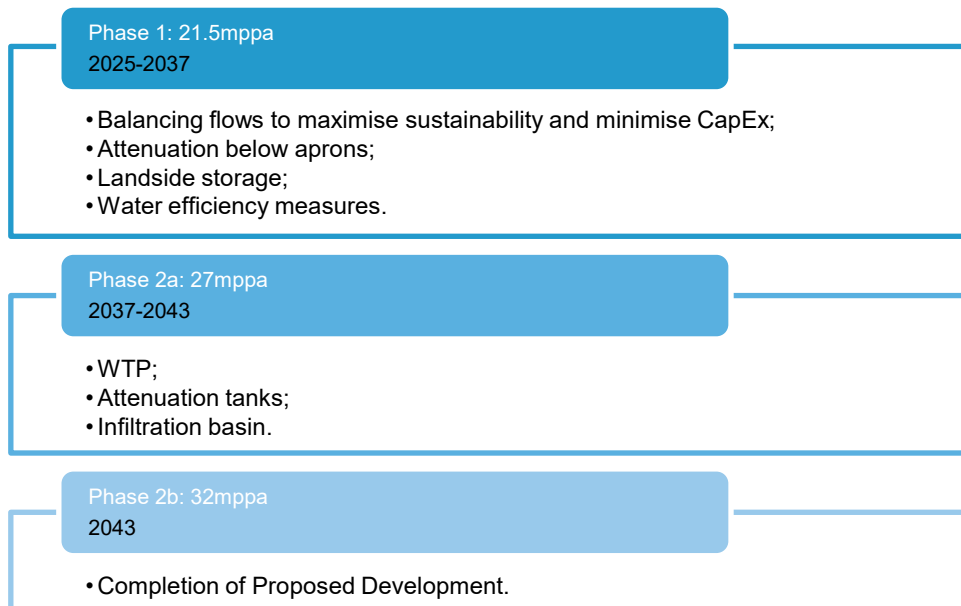 Phase 1: 21.5mppa
2025-2037
•Balancing flows to maximise sustainability and minimise CapEx;
•Attenuation below aprons;
•Landside storage;
•Water efficiency measures.
Phase 2a: 27mppa
2037-2043
•WTP;
•Attenuation tanks;
•Infiltration basin.
Phase 2b: 32mppa
2043
•Completion of Proposed Development.